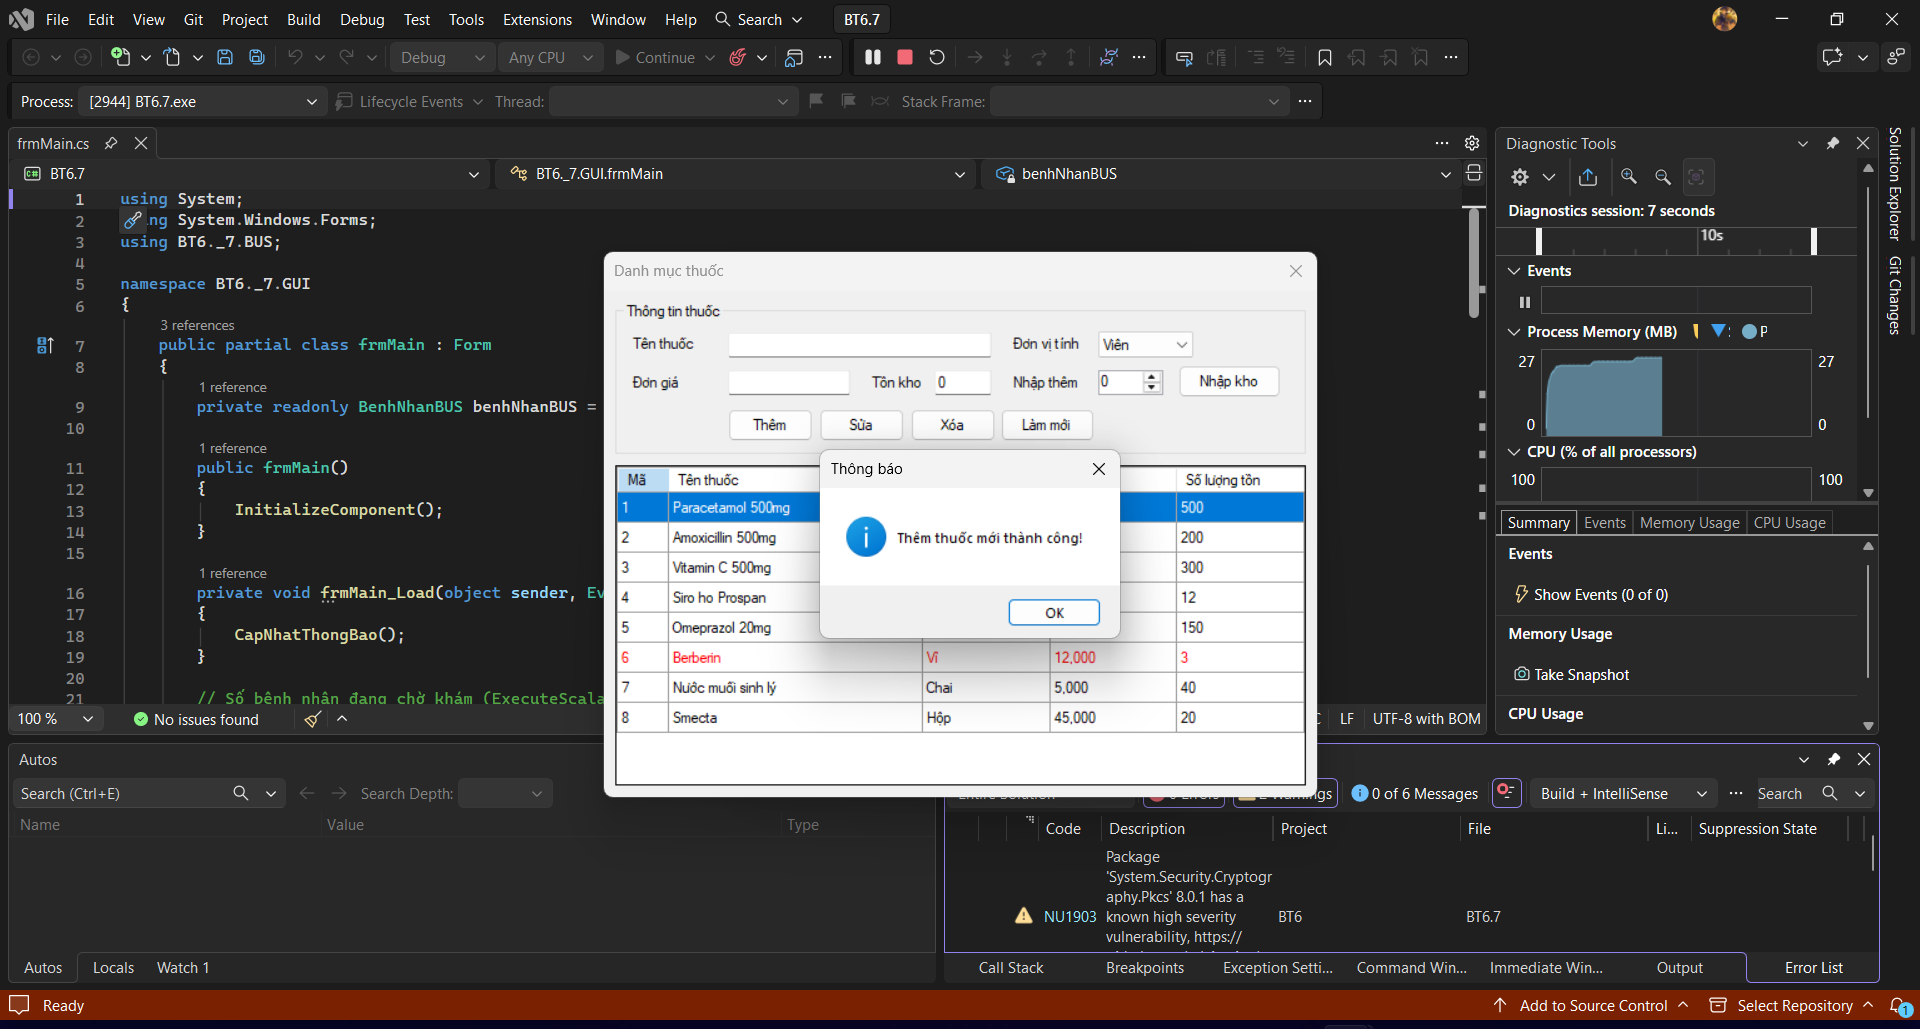 File Edit View Git Project Build Debug Test Tools Extensions Window Help Search BT6.7
Debug Any CPU Continue
Process: [2944] BT6.7.exe Lifecycle Events Thread: Stack Frame:
frmMain.cs
BT6.7 BT6._7.GUI.frmMain benhNhanBUS
1 using System;
2 ng System.Windows.Forms;
3 using BT6._7.BUS;
4
5 namespace BT6._7.GUI
6 {
3 references
7 public partial class frmMain : Form
8 {
1 reference
9 private readonly BenhNhanBUS benhNhanBUS =
10
1 reference
11 public frmMain()
12 {
13 InitializeComponent();
14 }
15
1 reference
16 private void frmMain_Load(object sender, Ev
17 {
18 CapNhatThongBao();
19 }
20
21 // Số bệnh nhân đang chờ khám (ExecuteScala
100 % No issues found LF UTF-8 with BOM
Danh mục thuốc
Thông tin thuốc
Tên thuốc Đơn vị tính Viên
Đơn giá Tồn kho 0 Nhập thêm 0 Nhập kho
Thêm Sửa Xóa Làm mới
Mã Tên thuốc Số lượng tồn
1 Paracetamol 500mg 500
2 Amoxicillin 500mg 200
3 Vitamin C 500mg 300
4 Siro ho Prospan 12
5 Omeprazol 20mg 150
6 Berberin Vỉ 12,000 3
7 Nước muối sinh lý Chai 5,000 40
8 Smecta Hộp 45,000 20
Thông báo
Thêm thuốc mới thành công!
OK
Diagnostic Tools
Diagnostics session: 7 seconds
10s
Events
Process Memory (MB) P
27 27
0 0
CPU (% of all processors)
100 100
Summary Events Memory Usage CPU Usage
Events
Show Events (0 of 0)
Memory Usage
Take Snapshot
CPU Usage
Solution Explorer
Git Changes
Autos
Search (Ctrl+E) Search Depth:
Name Value Type
Autos Locals Watch 1
0 of 6 Messages Build + IntelliSense Search
Code Description Project File Li... Suppression State
Package
'System.Security.Cryptogr
aphy.Pkcs' 8.0.1 has a
NU1903 known high severity BT6 BT6.7
vulnerability, https://
Call Stack Breakpoints Exception Setti... Command Win... Immediate Win... Output Error List
Ready Add to Source Control Select Repository 1